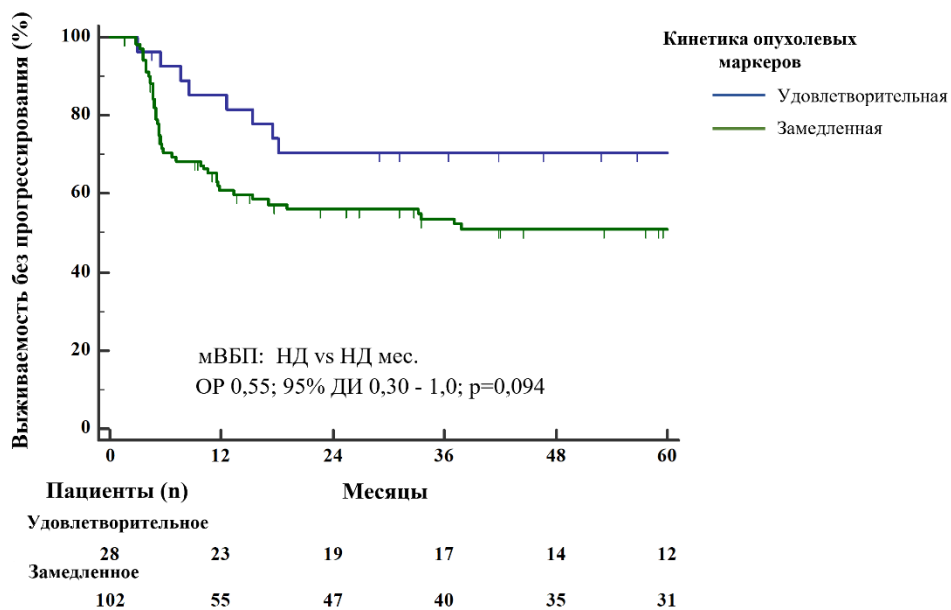 Выживаемость без прогрессирования (%)
100
80
60
40
20
0
Кинетика опухолевых
маркеров
Удовлетворительная
Замедленная
мВБП: НД vs НД мес.
ОР 0,55; 95% ДИ 0,30 - 1,0; p=0,094
0 12 24 36 48 60
Пациенты (n) Месяцы
Удовлетворительное
28 23 19 17 14 12
Замедленное
102 55 47 40 35 31